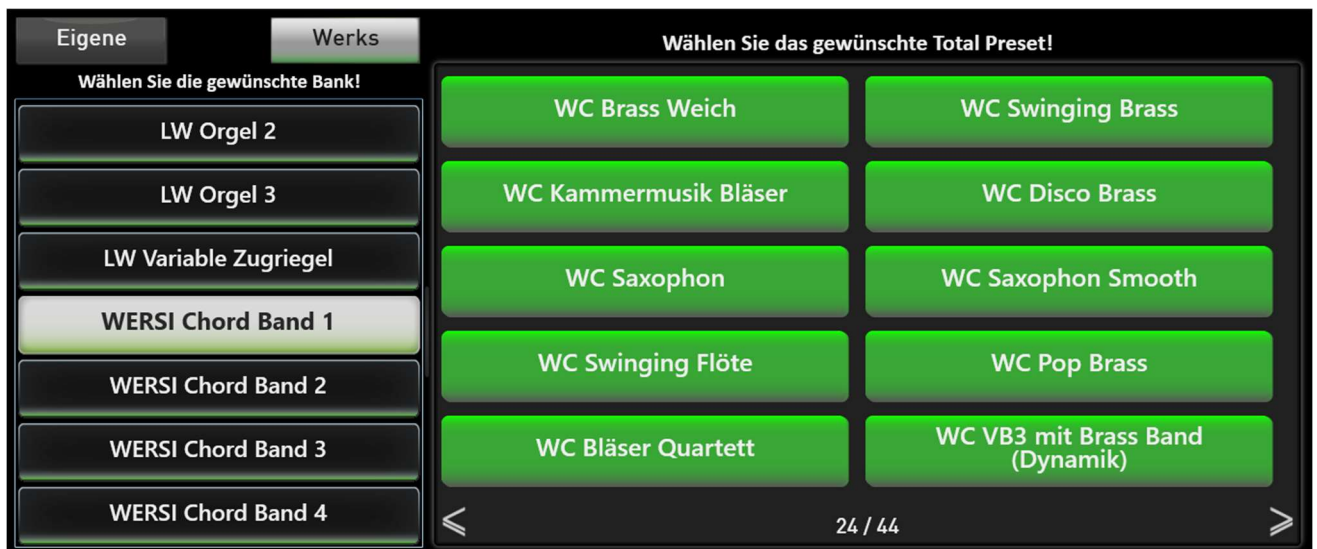 Eigene
Werks
Wählen Sie die gewünschte Bank!
LW Orgel 2
LW Orgel 3
LW Variable Zugriegel
WERSI Chord Band 1
WERSI Chord Band 2
WERSI Chord Band 3
WERSI Chord Band 4
Wählen Sie das gewünschte Total Preset!
WC Brass Weich
WC Swinging Brass
WC Kammermusik Bläser
WC Disco Brass
WC Saxophon
WC Saxophon Smooth
WC Swinging Flöte
WC Pop Brass
WC Bläser Quartett
WC VB3 mit Brass Band
(Dynamik)
24 / 44